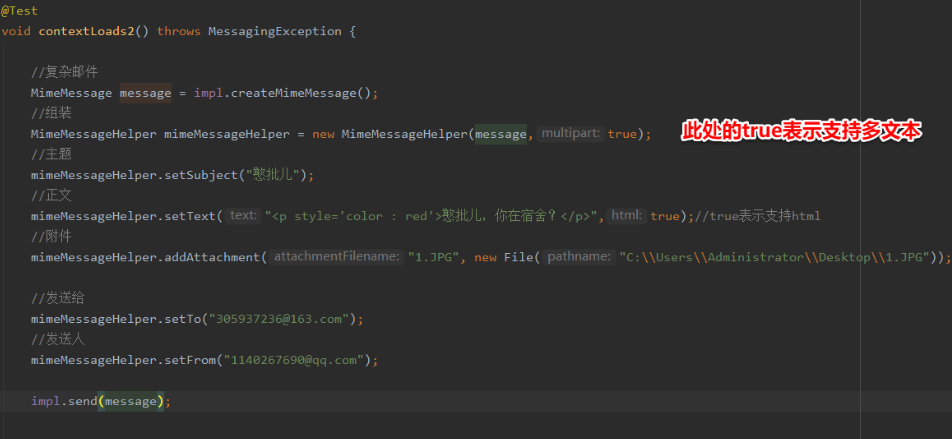 @Test
void contextLoads2() throws MessagingException {
//复杂邮件
MimeMessage message = impl.createMimeMessage();
//组装
MimeMessageHelper mimeMessageHelper = new MimeMessageHelper(message, multipart: true); 此处的true表示支持多文本
//主题
mimeMessageHelper.setSubject("憨批儿");
//正文
mimeMessageHelper.setText( text: "<p style='color : red'>憨批儿,你在宿舍?</p>", html: true);//true表示支持html
//附件
mimeMessageHelper.addAttachment( attachmentFilename: "1.JPG", new File( pathname: "C:\\Users\\Administrator\\Desktop\\1.JPG"));
//发送给
mimeMessageHelper.setTo("305937236@163.com");
//发送人
mimeMessageHelper.setFrom("1140267690@qq.com");
impl.send(message);